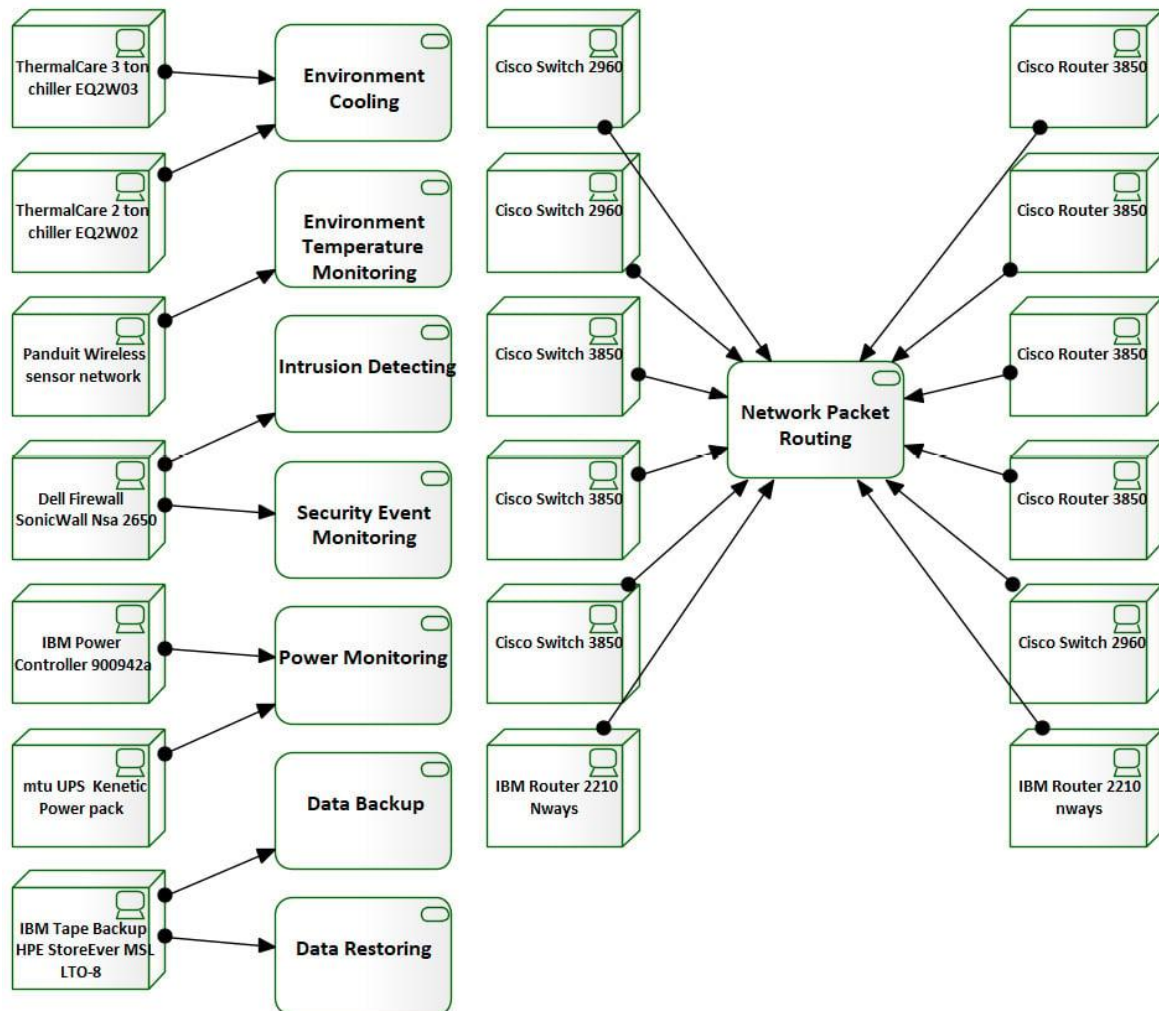 ThermalCare 3 ton
chiller EQ2W03
Environment
Cooling
ThermalCare 2 ton
chiller EQ2W02
Environment
Temperature
Monitoring
Panduit Wireless
sensor network
Intrusion Detecting
Dell Firewall
SonicWall Nsa 2650
Security Event
Monitoring
IBM Power
Controller 900942a
Power Monitoring
mtu UPS Kenetic
Power pack
Data Backup
IBM Tape Backup
HPE StoreEver MSL
LTO-8
Data Restoring
Cisco Switch 2960
Cisco Switch 2960
Cisco Switch 3850
Cisco Switch 3850
Cisco Switch 3850
IBM Router 2210
Nways
Network Packet
Routing
Cisco Router 3850
Cisco Router 3850
Cisco Router 3850
Cisco Router 3850
Cisco Switch 2960
IBM Router 2210
nways